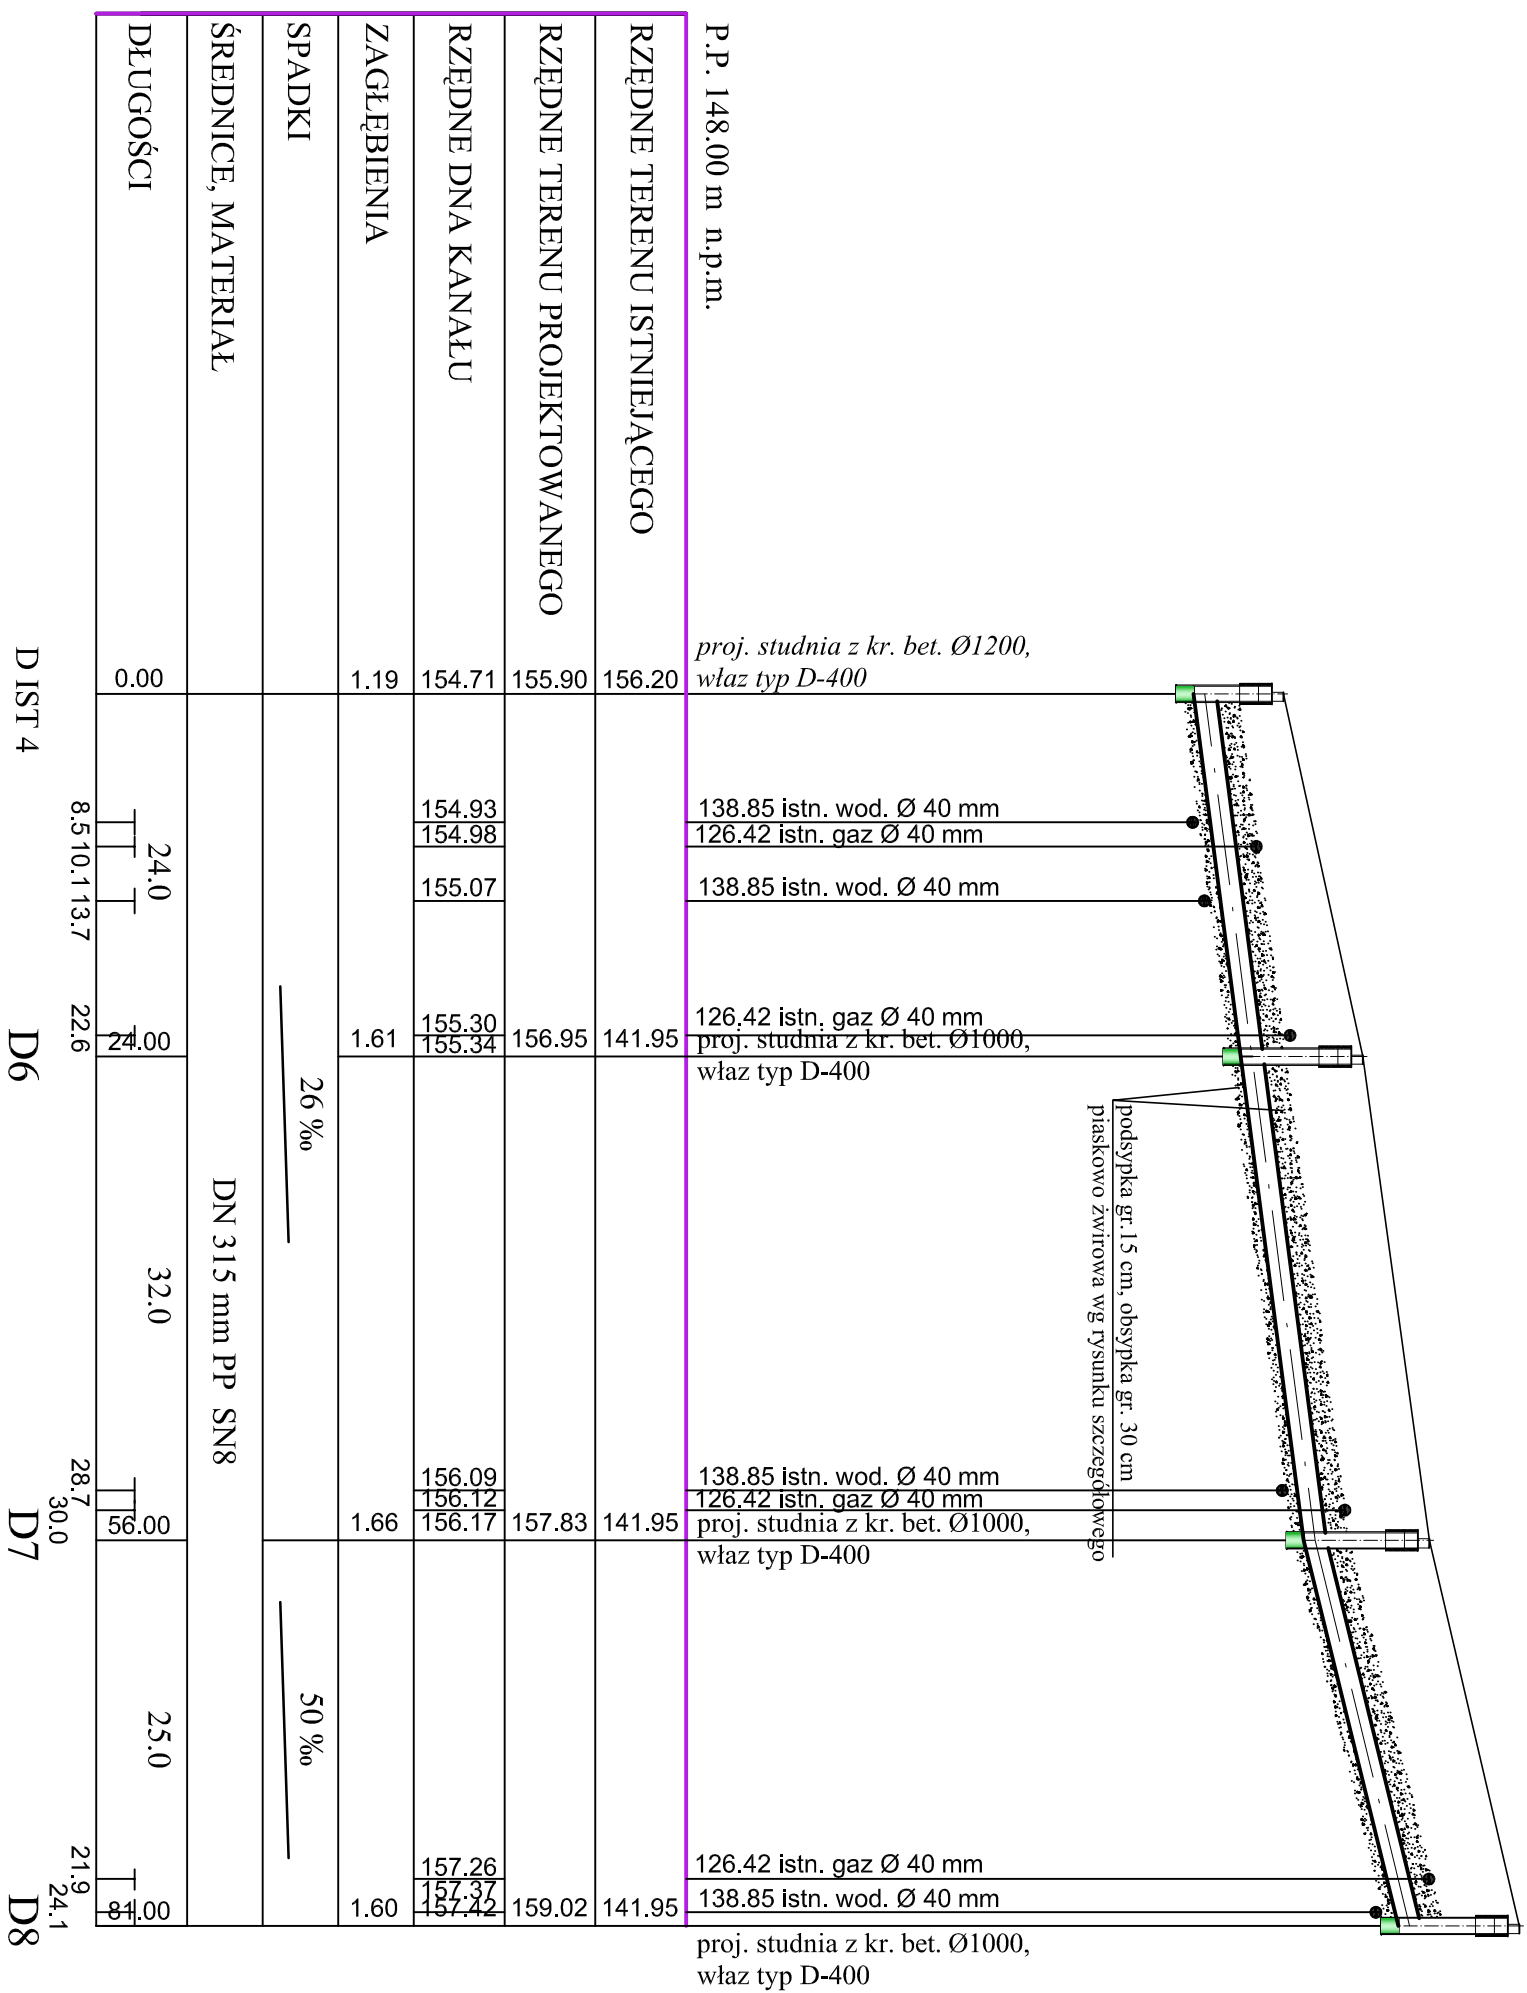 P.P. 148.00 m n.p.m.
RZĘDNE TERENU ISTNIEJĄCEGO
RZĘDNE TERENU PROJEKTOWANEGO
RZĘDNE DNA KANAŁU
ZAGŁĘBIENIA
SPADKI
ŚREDNICE, MATERIAŁ
DŁUGOŚCI
proj. studnia z kr. bet. Ø1200,
właz typ D-400
0.00 1.19 154.71 155.90 156.20
D IST 4
154.93 138.85 istn. wod. Ø 40 mm
154.98 126.42 istn. gaz Ø 40 mm
155.07 138.85 istn. wod. Ø 40 mm
8.5
10.1
13.7
24.0
155.30 126.42 istn. gaz Ø 40 mm
22.6
24.00 1.61 155.34 156.95 141.95 proj. studnia z kr. bet. Ø1000,
właz typ D-400
D6
26 ‰
podsypka gr.15 cm, obsypka gr. 30 cm
piaskowo żwirowa wg rysunku szczegółowego
DN 315 mm PP SN8
32.0
156.09 138.85 istn. wod. Ø 40 mm
156.12 126.42 istn. gaz Ø 40 mm
28.7
30.0
56.00 1.66 156.17 157.83 141.95 proj. studnia z kr. bet. Ø1000,
właz typ D-400
D7
50 ‰
25.0
157.26 126.42 istn. gaz Ø 40 mm
157.37 138.85 istn. wod. Ø 40 mm
21.9
24.1
81.00 1.60 157.42 159.02 141.95
proj. studnia z kr. bet. Ø1000,
właz typ D-400
D8